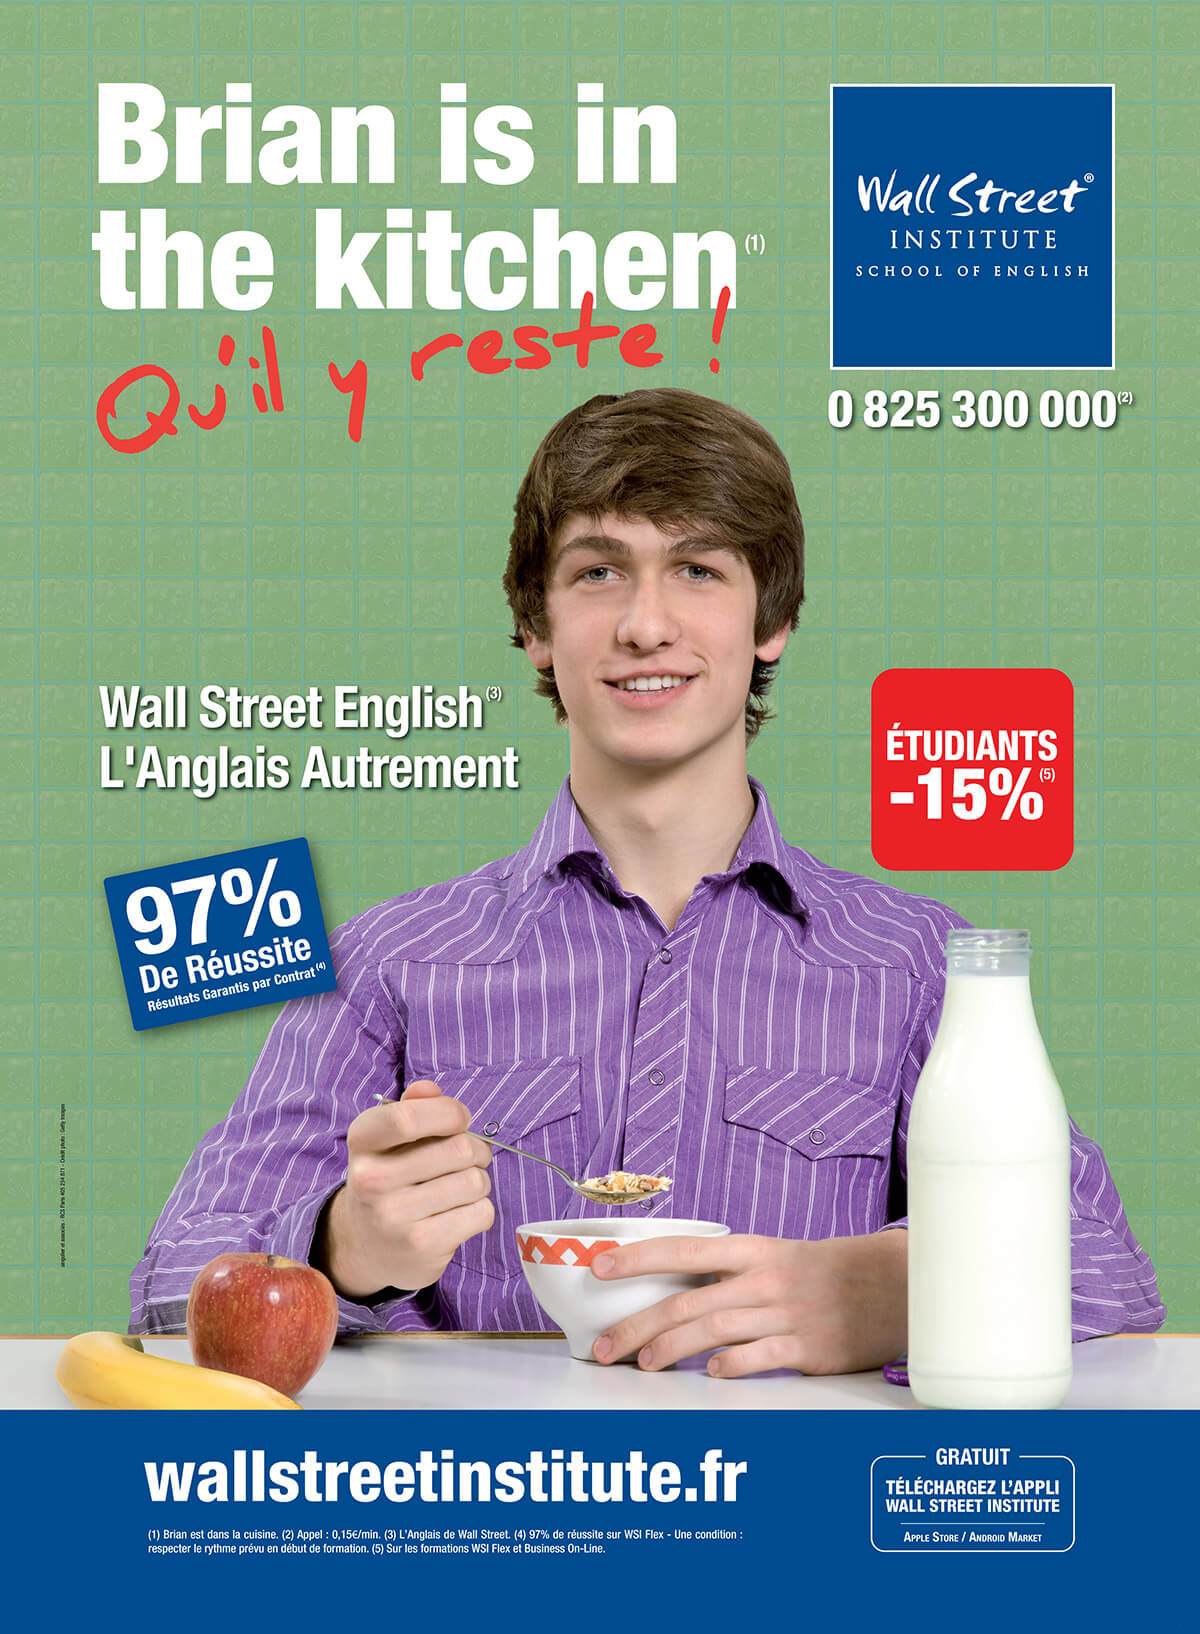 Brian is in
the kitchen(1)
Qu'il y reste !
Wall Street®
INSTITUTE
SCHOOL OF ENGLISH
0 825 300 000(2)
Wall Street English(3)
L'Anglais Autrement
ÉTUDIANTS
-15%(5)
97%
De Réussite
Résultats Garantis par Contrat(4)
wallstreetinstitute.fr
(1) Brian est dans la cuisine. (2) Appel : 0,15€/min. (3) L'Anglais de Wall Street. (4) 97% de réussite sur WSI Flex - Une condition :
respecter le rythme prévu en début de formation. (5) Sur les formations WSI Flex et Business On-Line.
GRATUIT
TÉLÉCHARGEZ L'APPLI
WALL STREET INSTITUTE
APPLE STORE / ANDROID MARKET